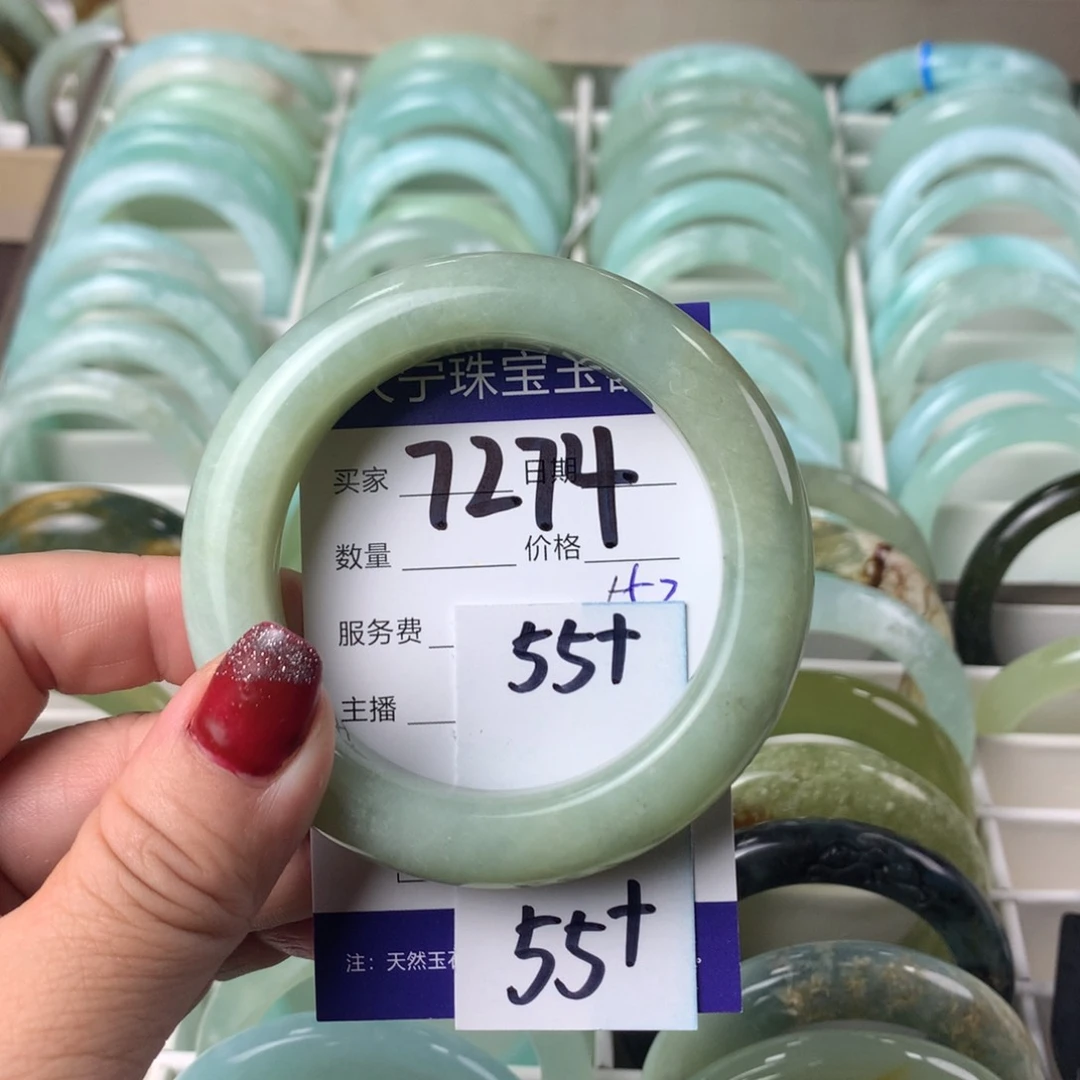 宁珠宝玉
买家 7274 日期
数量 价格
服务费
55+
主播
55+
注：天然玉石